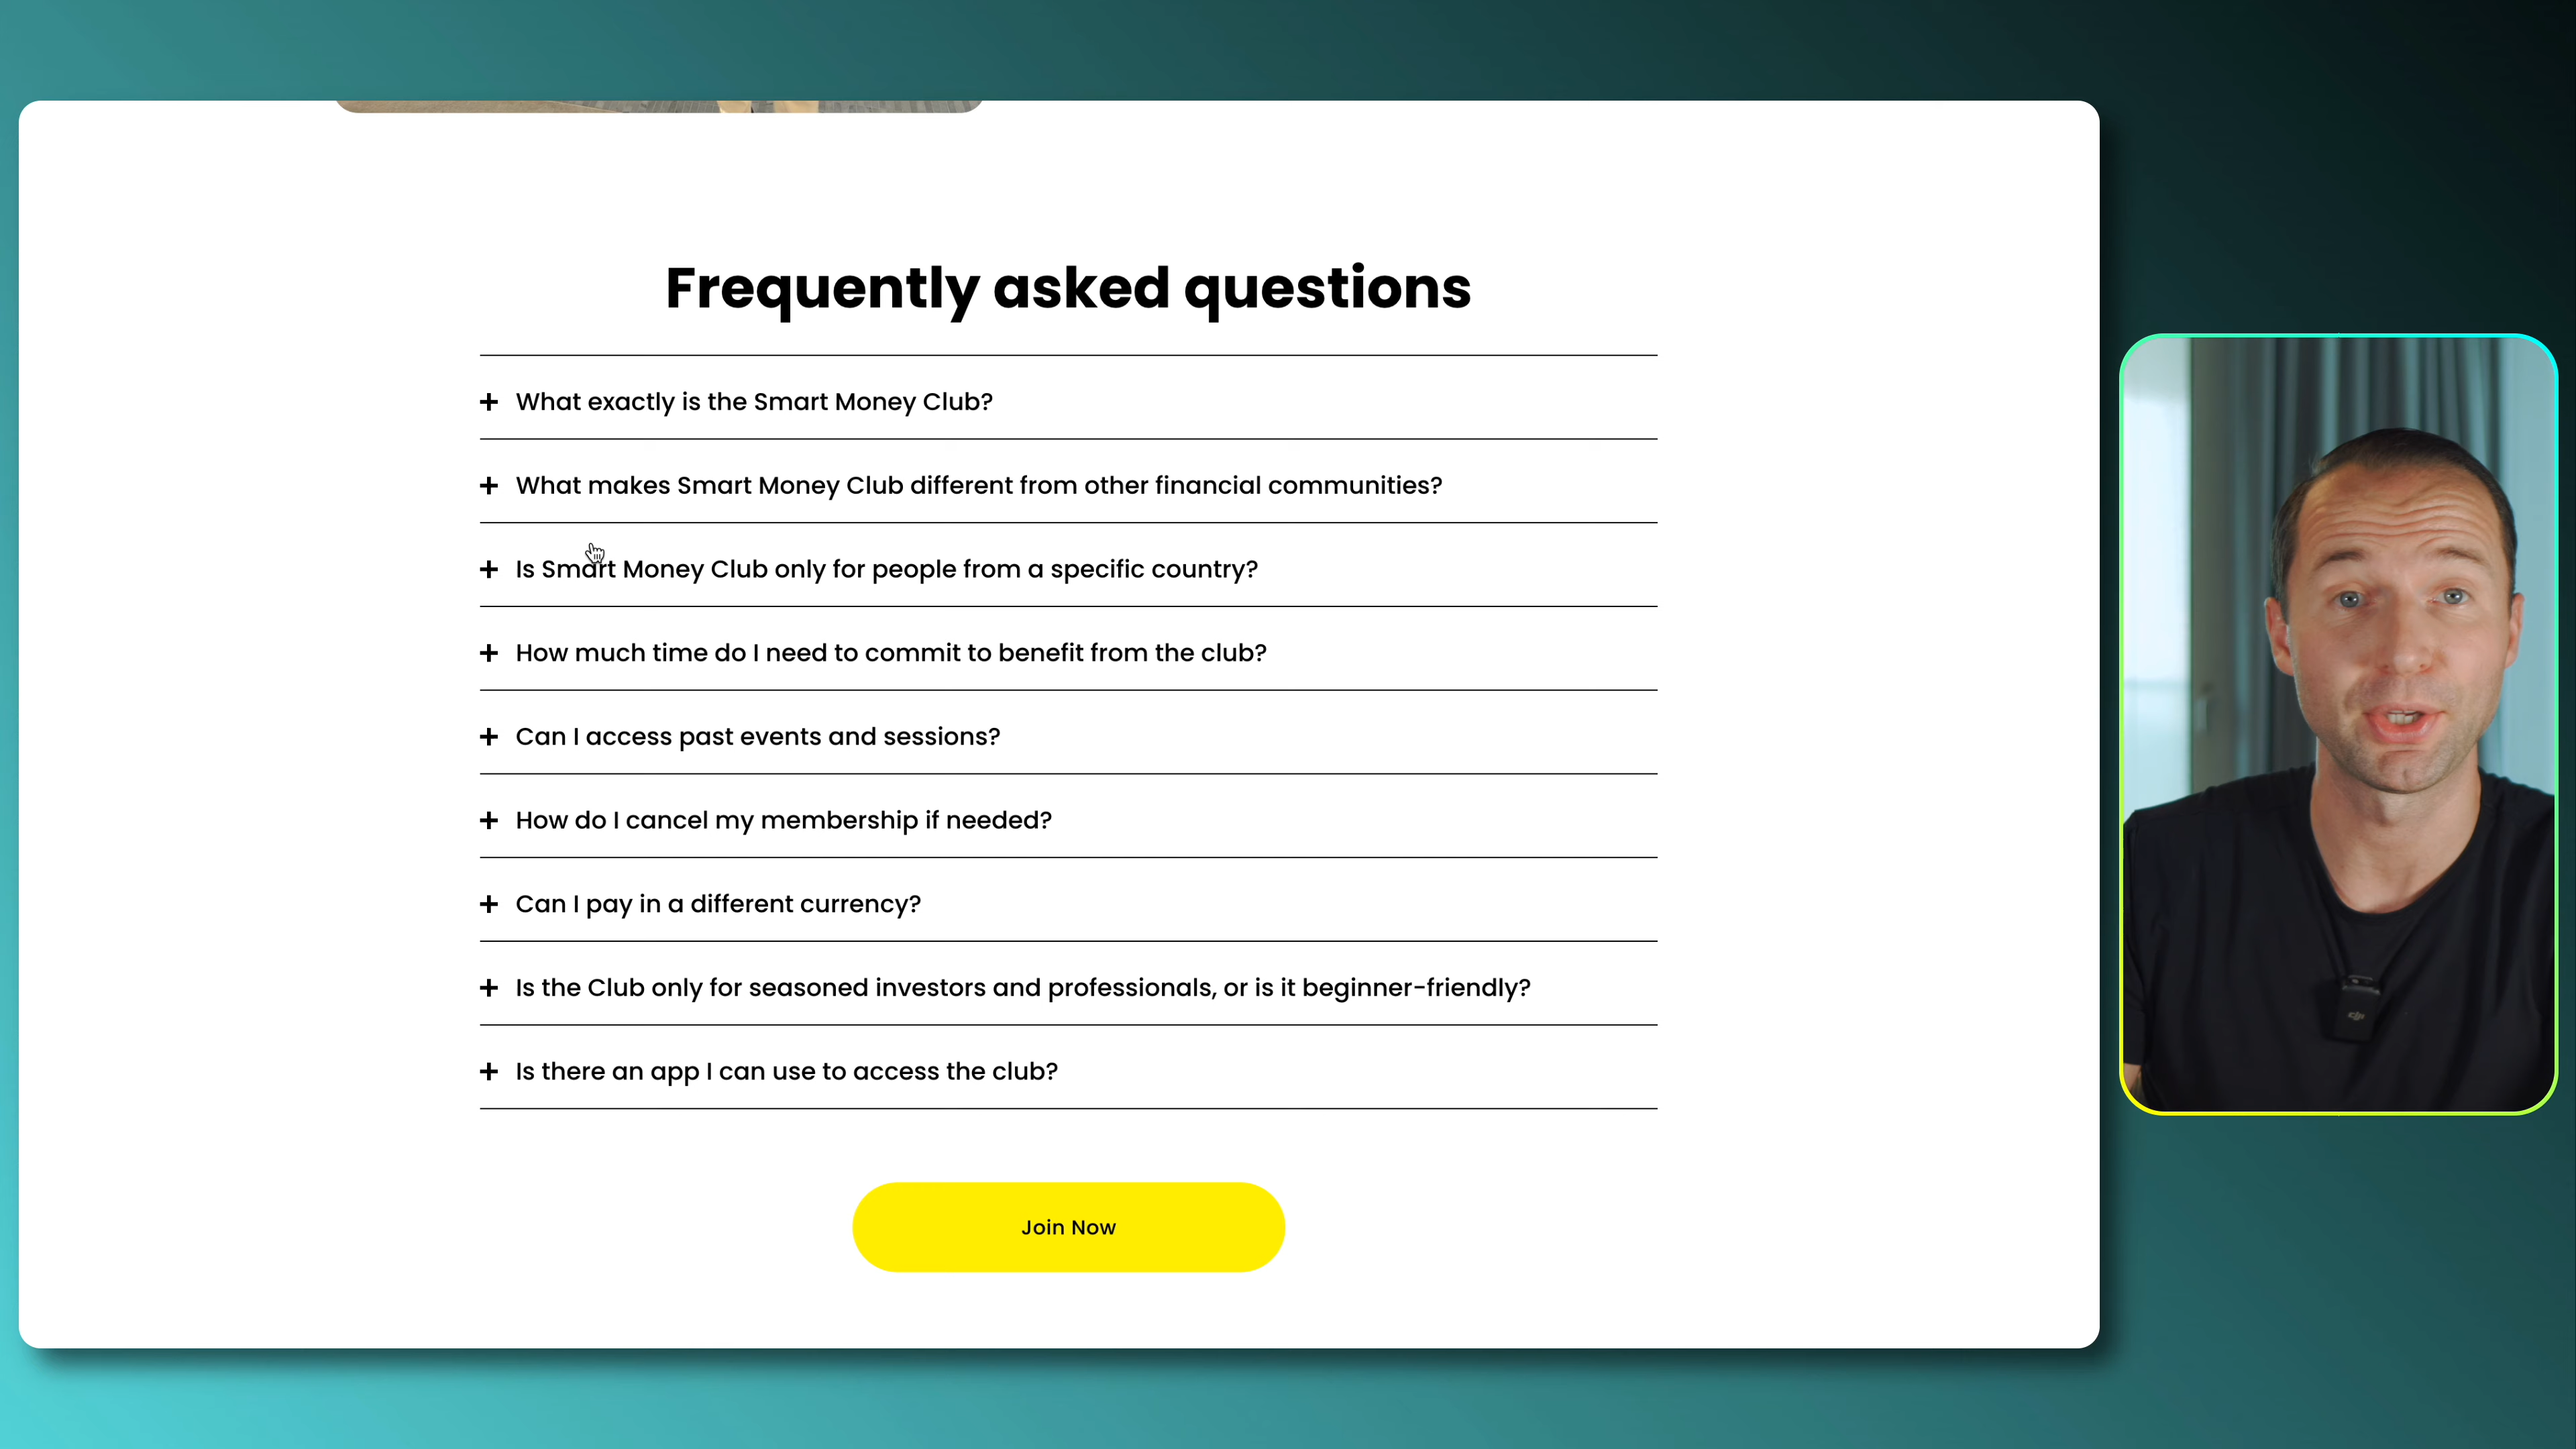 Frequently asked questions
What exactly is the Smart Money Club?
What makes Smart Money Club different from other financial communities?
Is Smart Money Club only for people from a specific country?
How much time do I need to commit to benefit from the club?
Can I access past events and sessions?
How do I cancel my membership if needed?
Can I pay in a different currency?
Is the Club only for seasoned investors and professionals, or is it beginner-friendly?
Is there an app I can use to access the club?
Join Now
dji